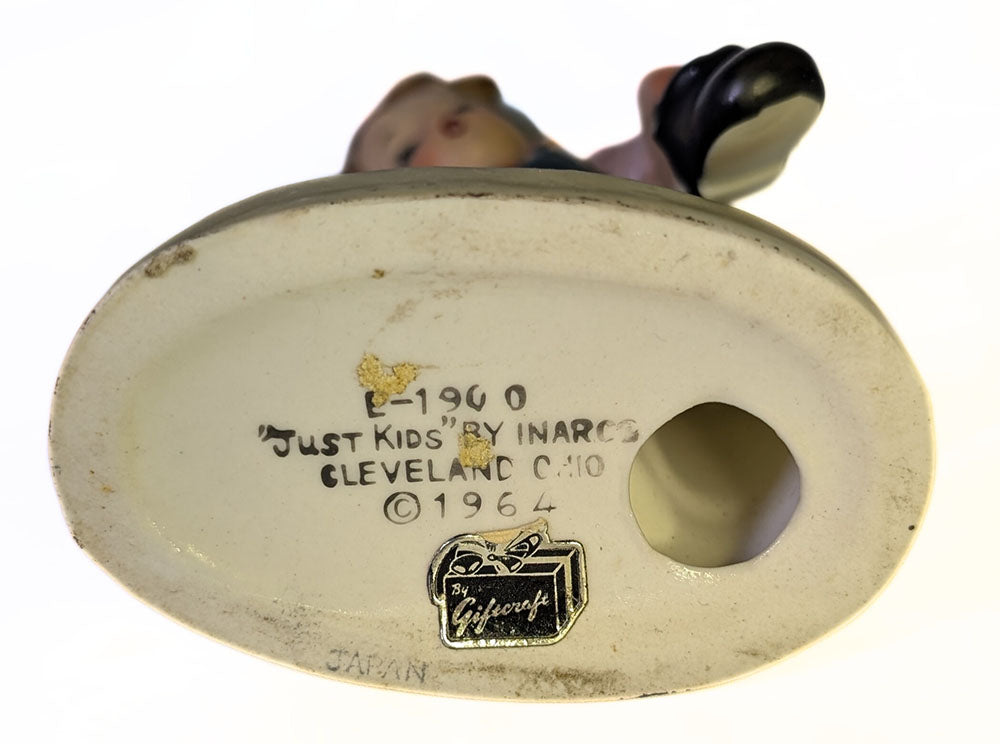 E-1900
"JUST KIDS" BY INARCO
CLEVELAND OHIO
©1964
By
Giftcraft
JAPAN